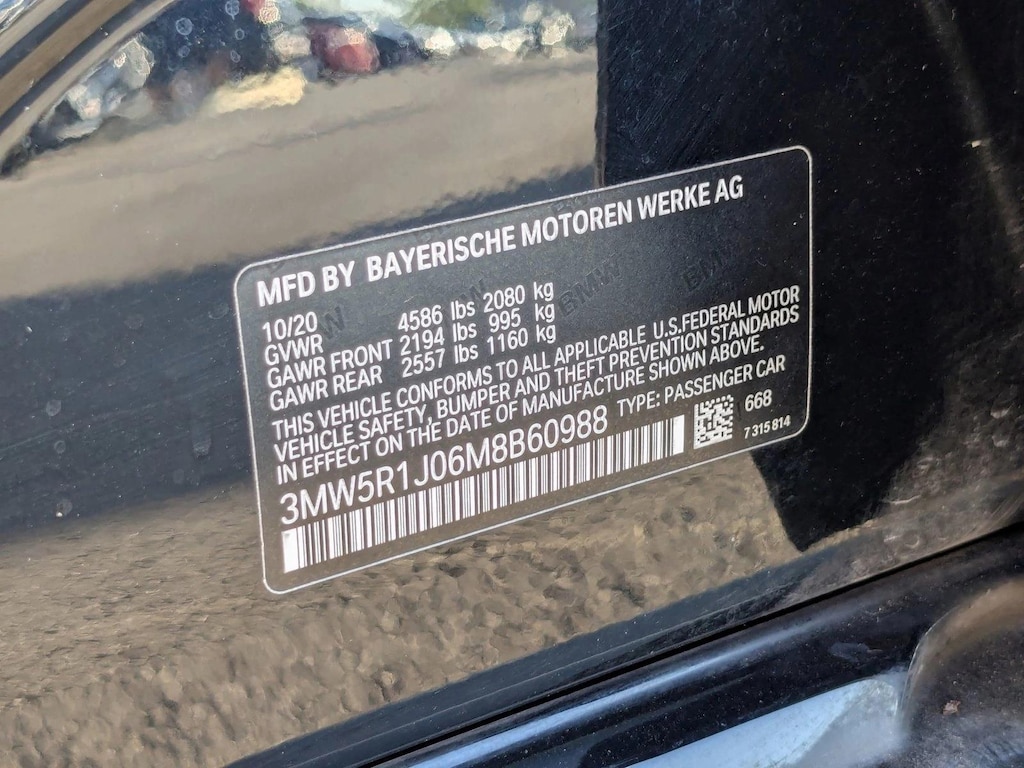 MFD BY BAYERISCHE MOTOREN WERKE AG
10/20
GVWR 4586 lbs 2080 kg
GAWR FRONT 2194 lbs 995 kg
GAWR REAR 2557 lbs 1160 kg
THIS VEHICLE CONFORMS TO ALL APPLICABLE U.S.FEDERAL MOTOR
VEHICLE SAFETY, BUMPER AND THEFT PREVENTION STANDARDS
IN EFFECT ON THE DATE OF MANUFACTURE SHOWN ABOVE.
3MW5R1J06M8B60988 TYPE: PASSENGER CAR
668
7 315 814
BMW
BMW